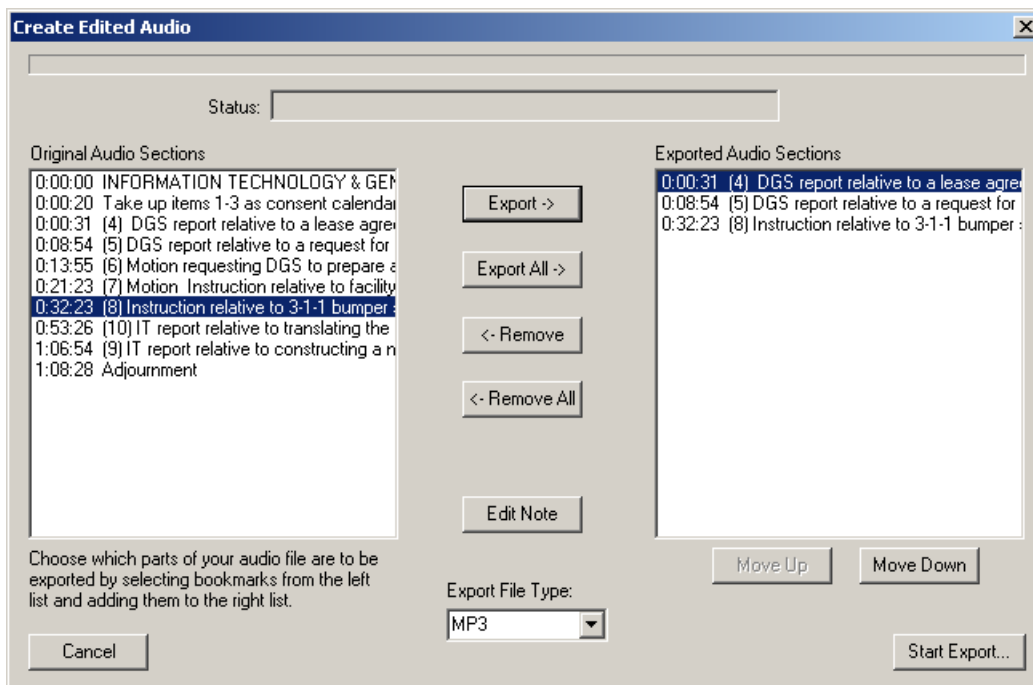 Create Edited Audio
Status:
Original Audio Sections
0:00:00 INFORMATION TECHNOLOGY & GEN
0:00:20 Take up items 1-3 as consent calendar
0:00:31 (4) DGS report relative to a lease agre
0:08:54 (5) DGS report relative to a request for
0:13:55 (6) Motion requesting DGS to prepare a
0:21:23 (7) Motion Instruction relative to facility
0:32:23 (8) Instruction relative to 3-1-1 bumper
0:53:26 (10) IT report relative to translating the
1:06:54 (9) IT report relative to constructing a n
1:08:28 Adjournment
Export ->
Export All ->
<- Remove
<- Remove All
Edit Note
Exported Audio Sections
0:00:31 (4) DGS report relative to a lease agre
0:08:54 (5) DGS report relative to a request for
0:32:23 (8) Instruction relative to 3-1-1 bumper
Move Up
Move Down
Choose which parts of your audio file are to be
exported by selecting bookmarks from the left
list and adding them to the right list.
Export File Type:
MP3
Cancel
Start Export...